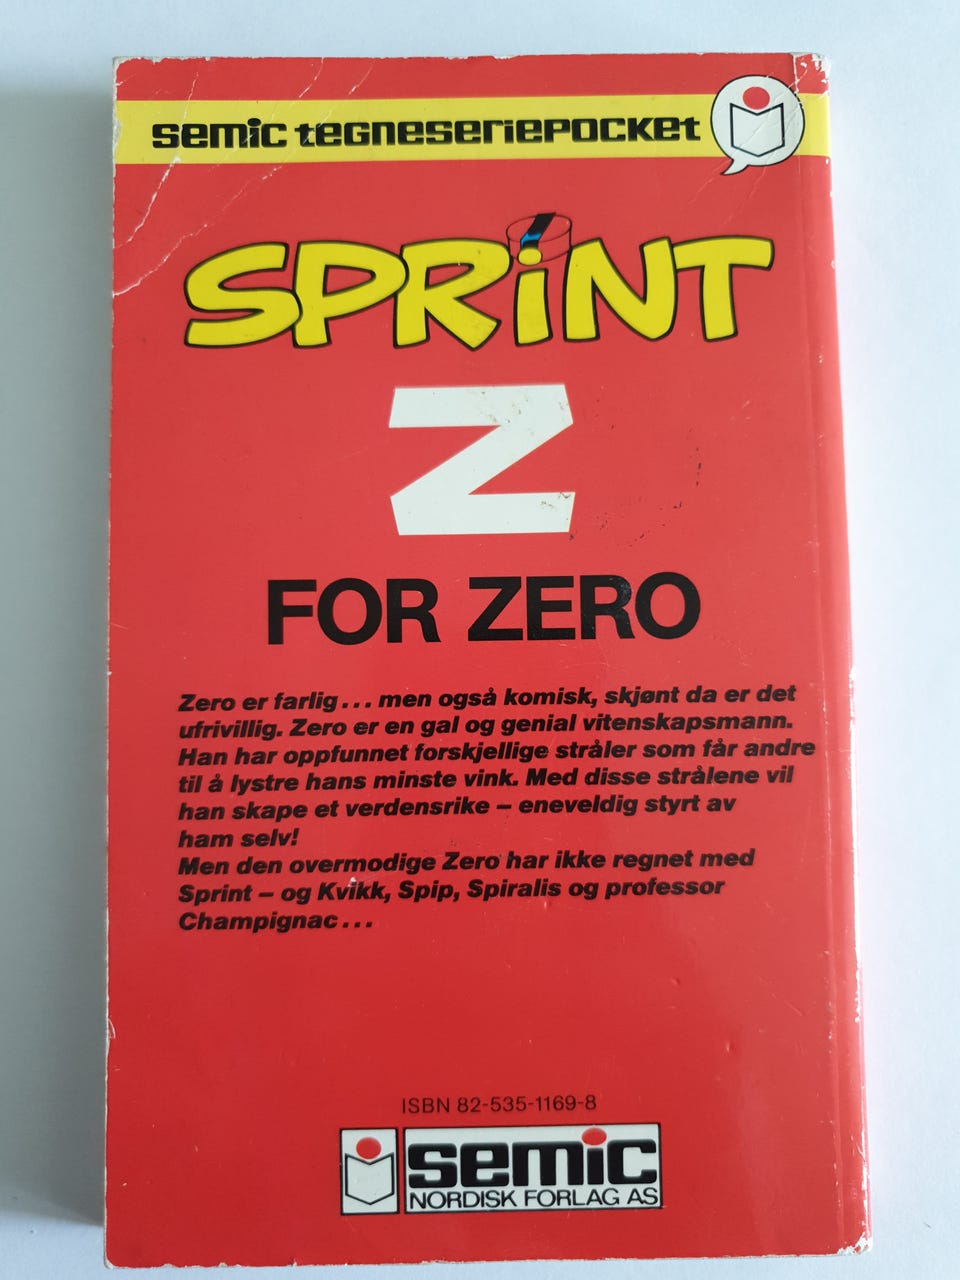 semic tegneseriepocket
SPRiNT
Z
FOR ZERO
Zero er farlig... men også komisk, skjønt da er det
ufrivillig. Zero er en gal og genial vitenskapsmann.
Han har oppfunnet forskjellige stråler som får andre
til å lystre hans minste vink. Med disse strålene vil
han skape et verdensrike – eneveldig styrt av
ham selv!
Men den overmodige Zero har ikke regnet med
Sprint – og Kvikk, Spip, Spiralis og professor
Champignac...
ISBN 82-535-1169-8
semic
NORDISK FORLAG AS